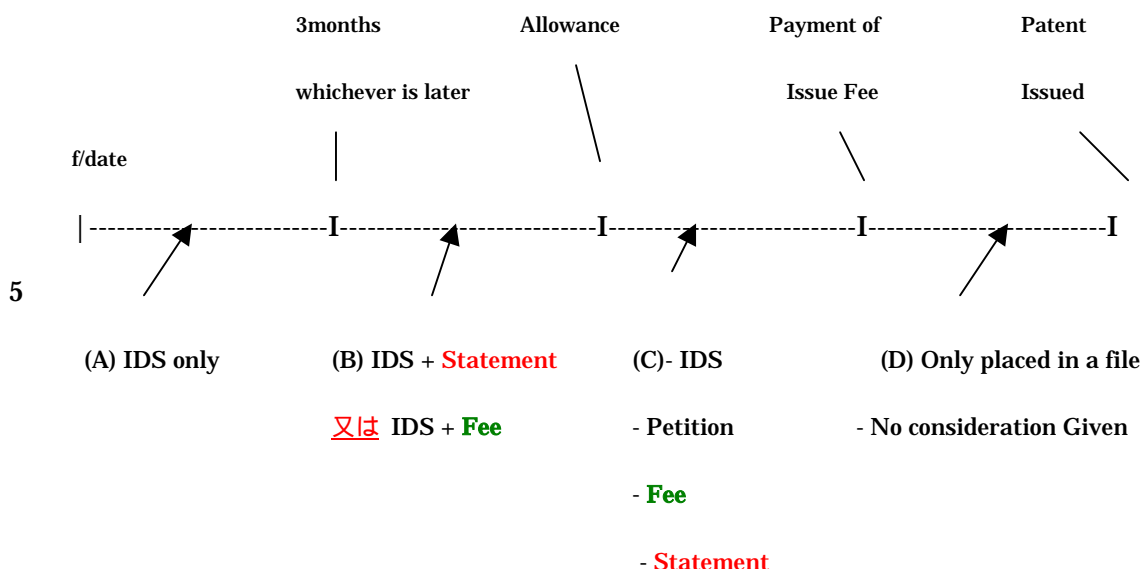 3months Allowance Payment of Patent
whichever is later Issue Fee Issued
f/date
|--------------------------I----------------------------I---------------------------I--------------------------I
5
(A) IDS only (B) IDS + Statement (C)- IDS (D) Only placed in a file
又は IDS + Fee - Petition - No consideration Given
- Fee
- Statement